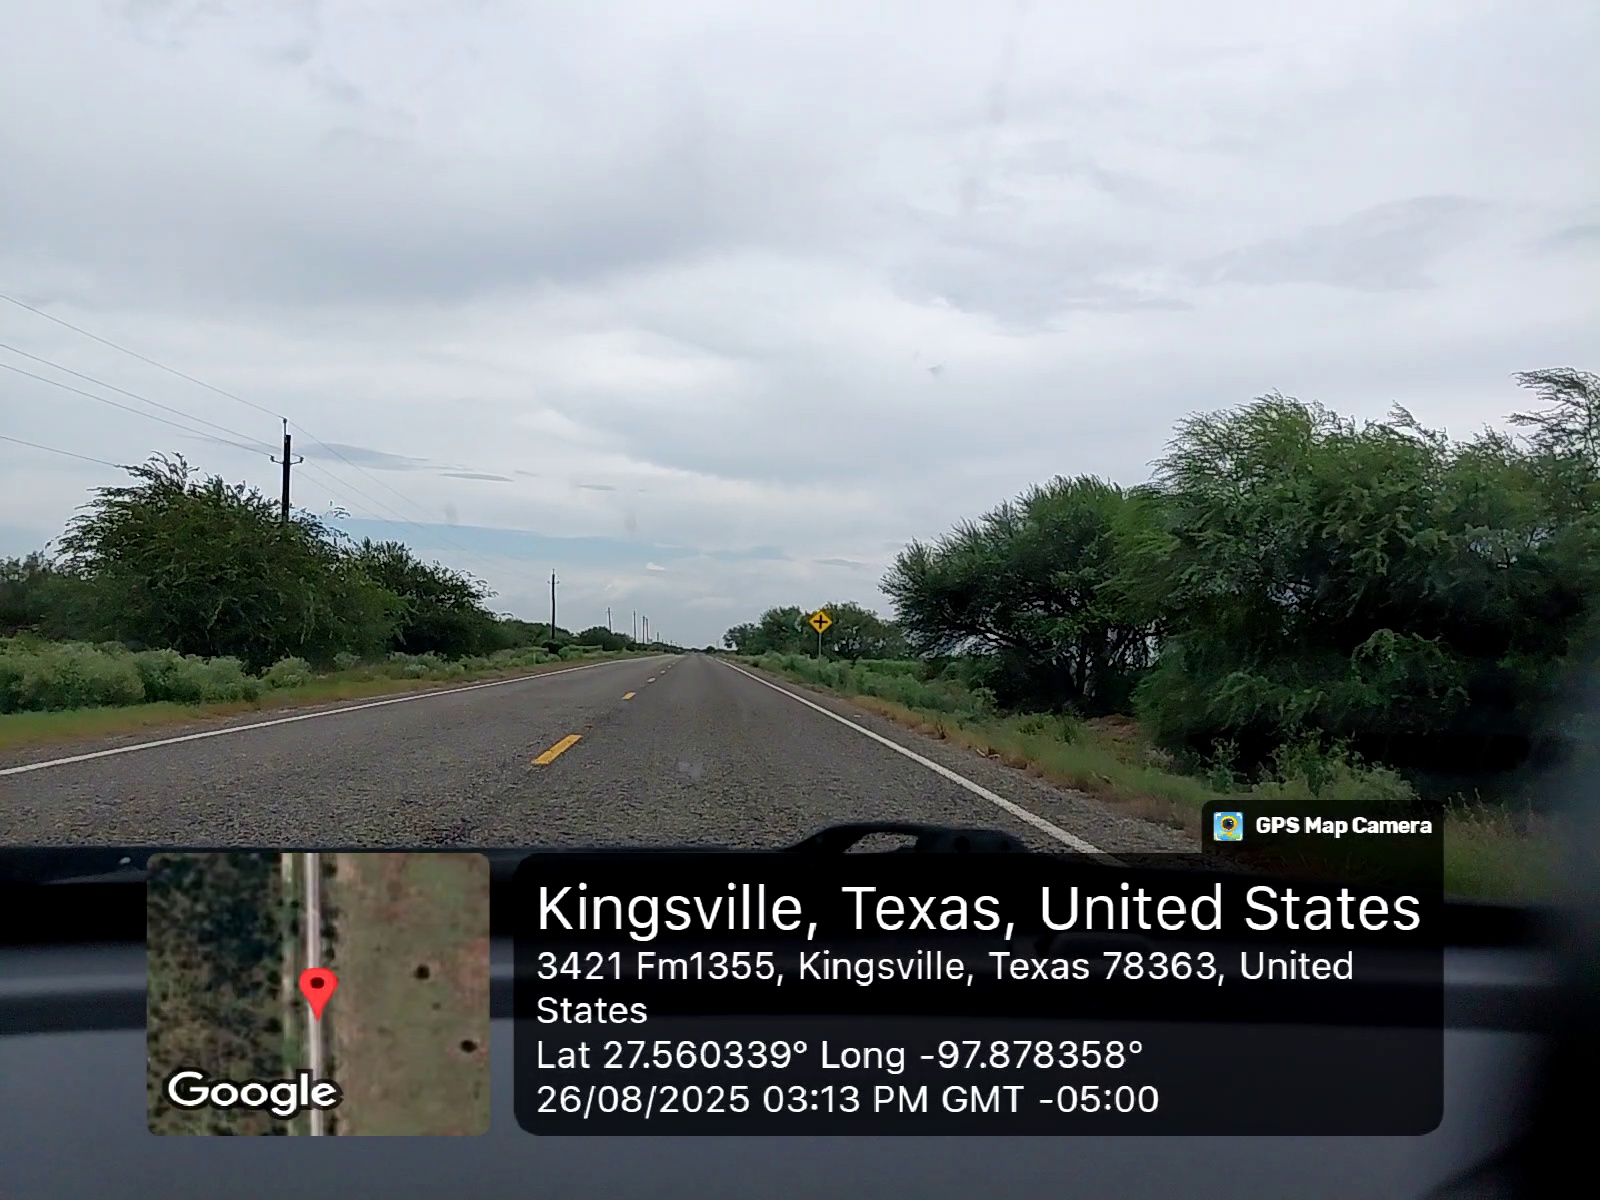 GPS Map Camera
Kingsville, Texas, United States
3421 Fm1355, Kingsville, Texas 78363, United
States
Lat 27.560339° Long -97.878358°
26/08/2025 03:13 PM GMT -05:00
Google